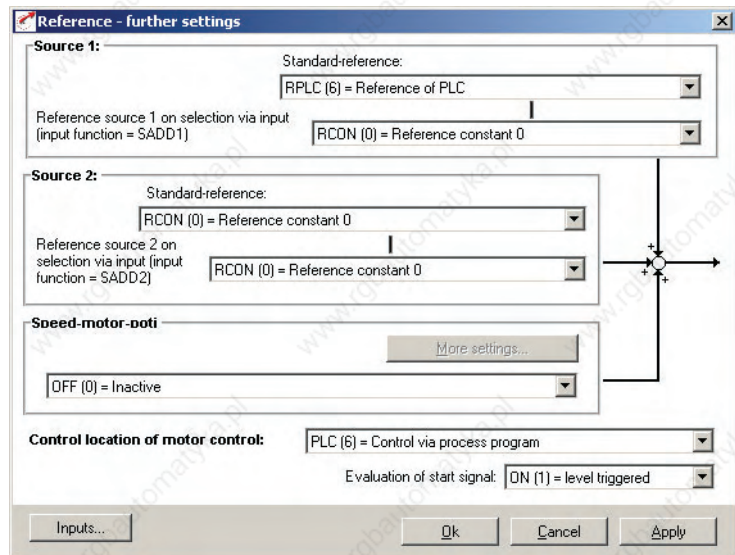 Reference - further settings
Source 1:
Standard-reference:
RPLC (6) = Reference of PLC
Reference source 1 on selection via input
(input function = SADD1)
RCON (0) = Reference constant 0
Source 2:
Standard-reference:
RCON (0) = Reference constant 0
Reference source 2 on
selection via input (input
function = SADD2)
RCON (0) = Reference constant 0
+
+
+
Speed-motor-poti
More settings...
OFF (0) = Inactive
Control location of motor control:
PLC (6) = Control via process program
Evaluation of start signal:
ON (1) = level triggered
Inputs...
Ok
Cancel
Apply
www.rgbautomatyka.pl